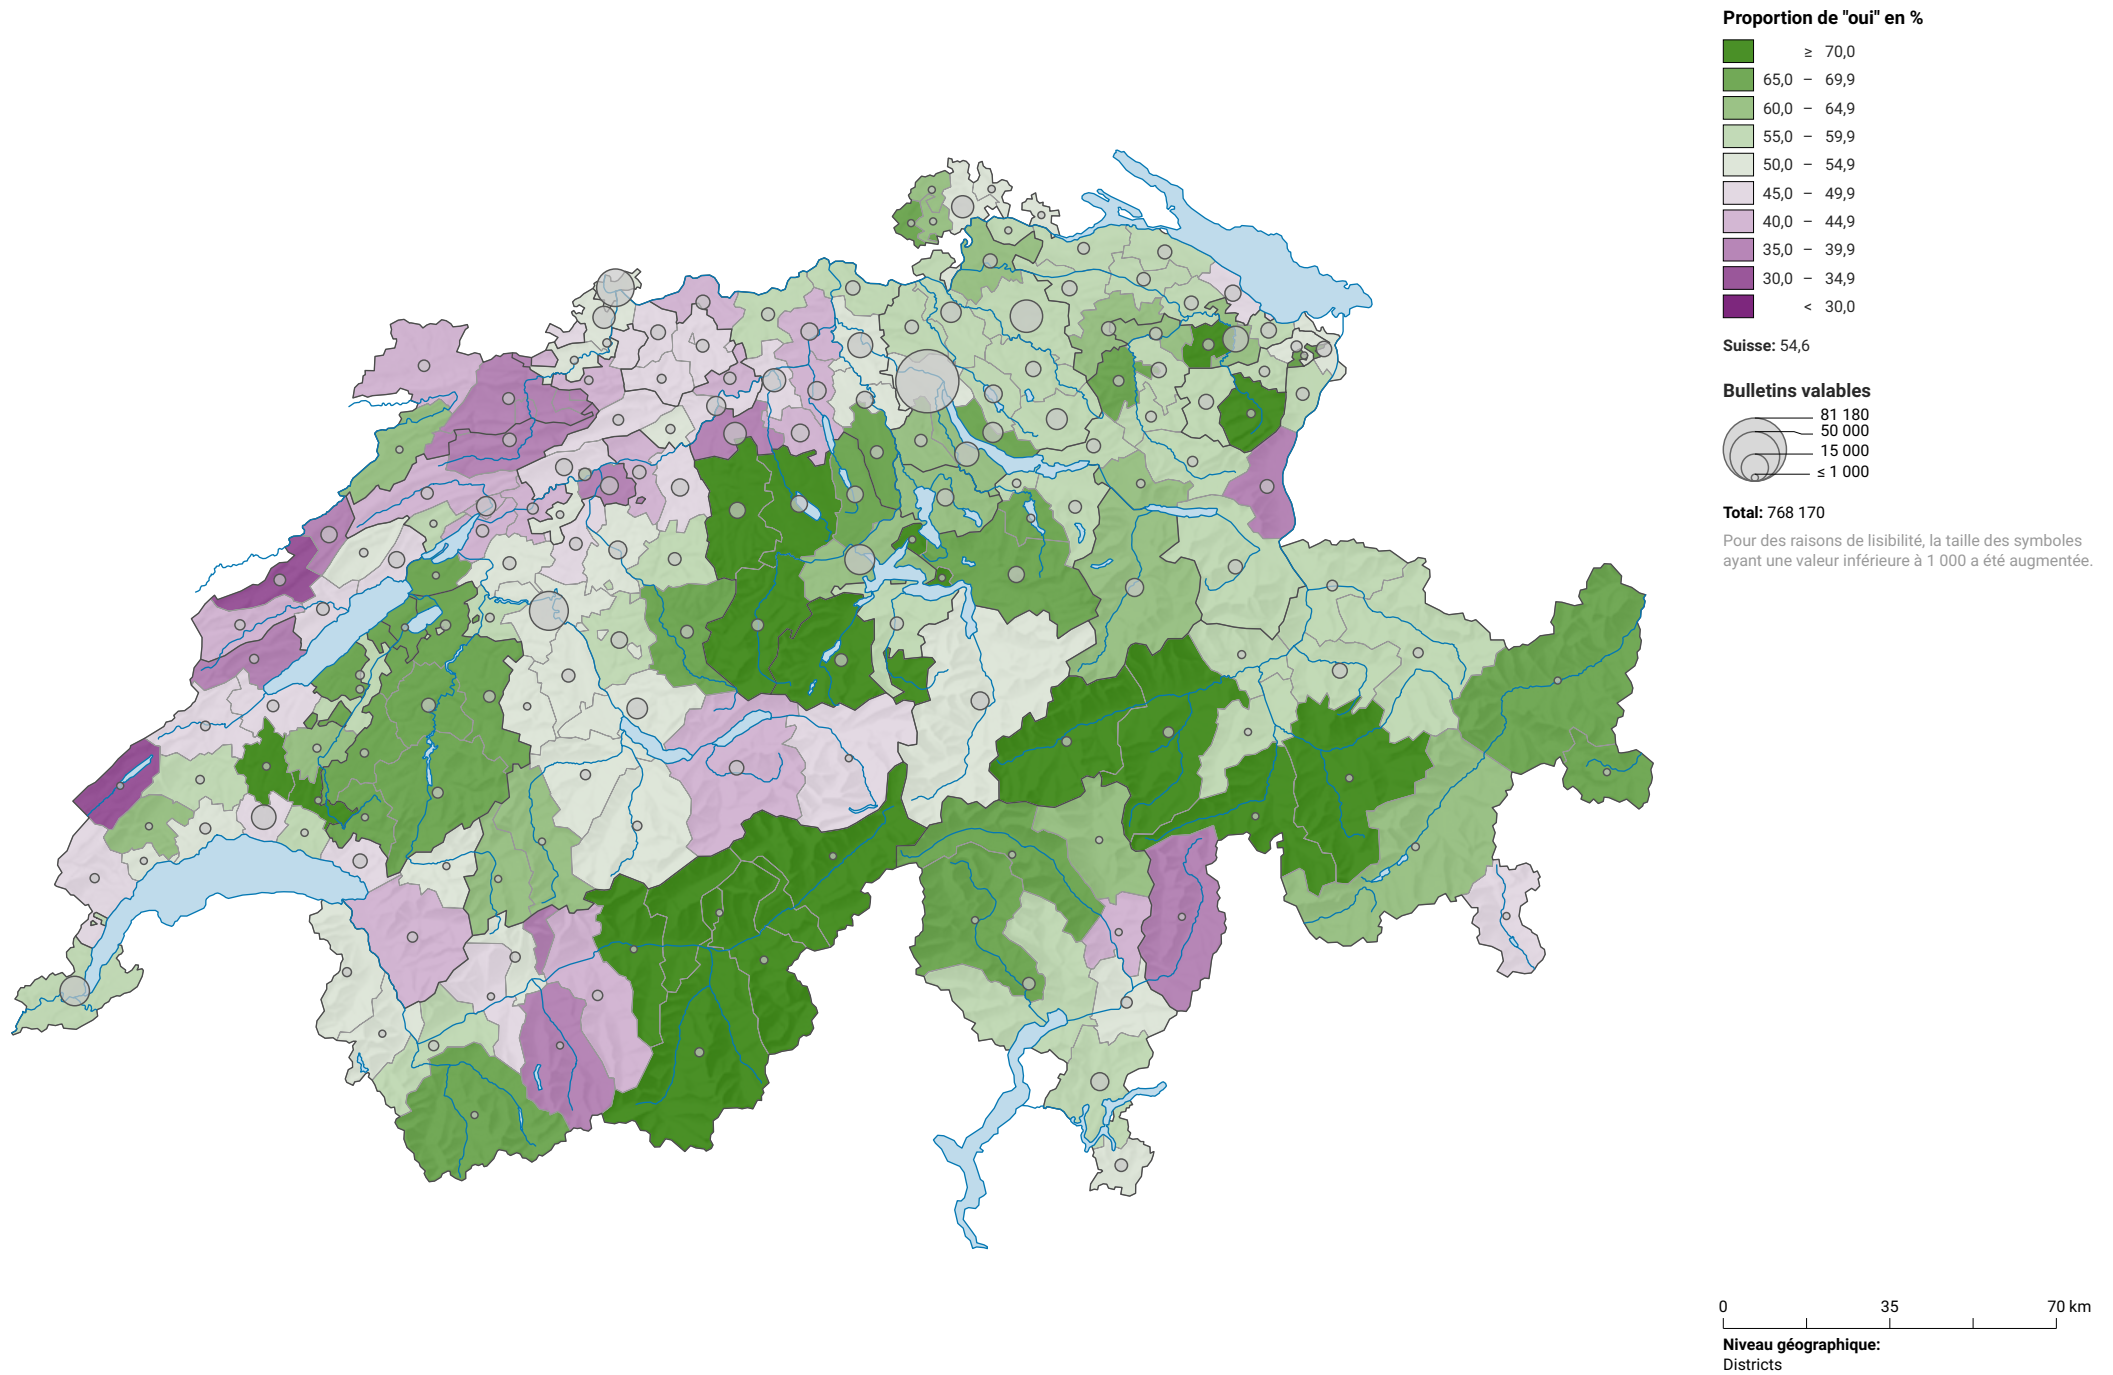 Proportion de "oui" en %
≥ 70,0
65,0 – 69,9
60,0 – 64,9
55,0 – 59,9
50,0 – 54,9
45,0 – 49,9
40,0 – 44,9
35,0 – 39,9
30,0 – 34,9
< 30,0
Suisse: 54,6
Bulletins valables
81 180
50 000
15 000
≤ 1 000
Total: 768 170
Pour des raisons de lisibilité, la taille des symboles
ayant une valeur inférieure à 1 000 a été augmentée.
0 35 70 km
Niveau géographique:
Districts